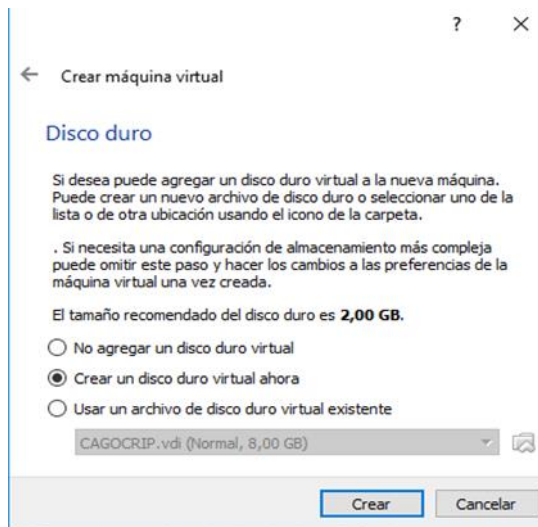 ?
Crear máquina virtual
Disco duro
Si desea puede agregar un disco duro virtual a la nueva máquina.
Puede crear un nuevo archivo de disco duro o seleccionar uno de la
lista o de otra ubicación usando el icono de la carpeta.
. Si necesita una configuración de almacenamiento más compleja
puede omitir este paso y hacer los cambios a las preferencias de la
máquina virtual una vez creada.
El tamaño recomendado del disco duro es 2,00 GB.
No agregar un disco duro virtual
Crear un disco duro virtual ahora
Usar un archivo de disco duro virtual existente
CAGOCRIP.vdi (Normal, 8,00 GB)
Crear Cancelar